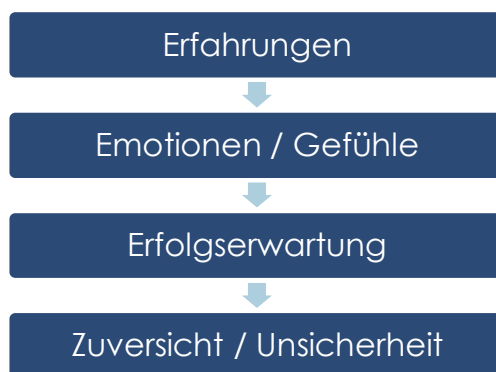 Erfahrungen
Emotionen / Gefühle
Erfolgserwartung
Zuversicht / Unsicherheit